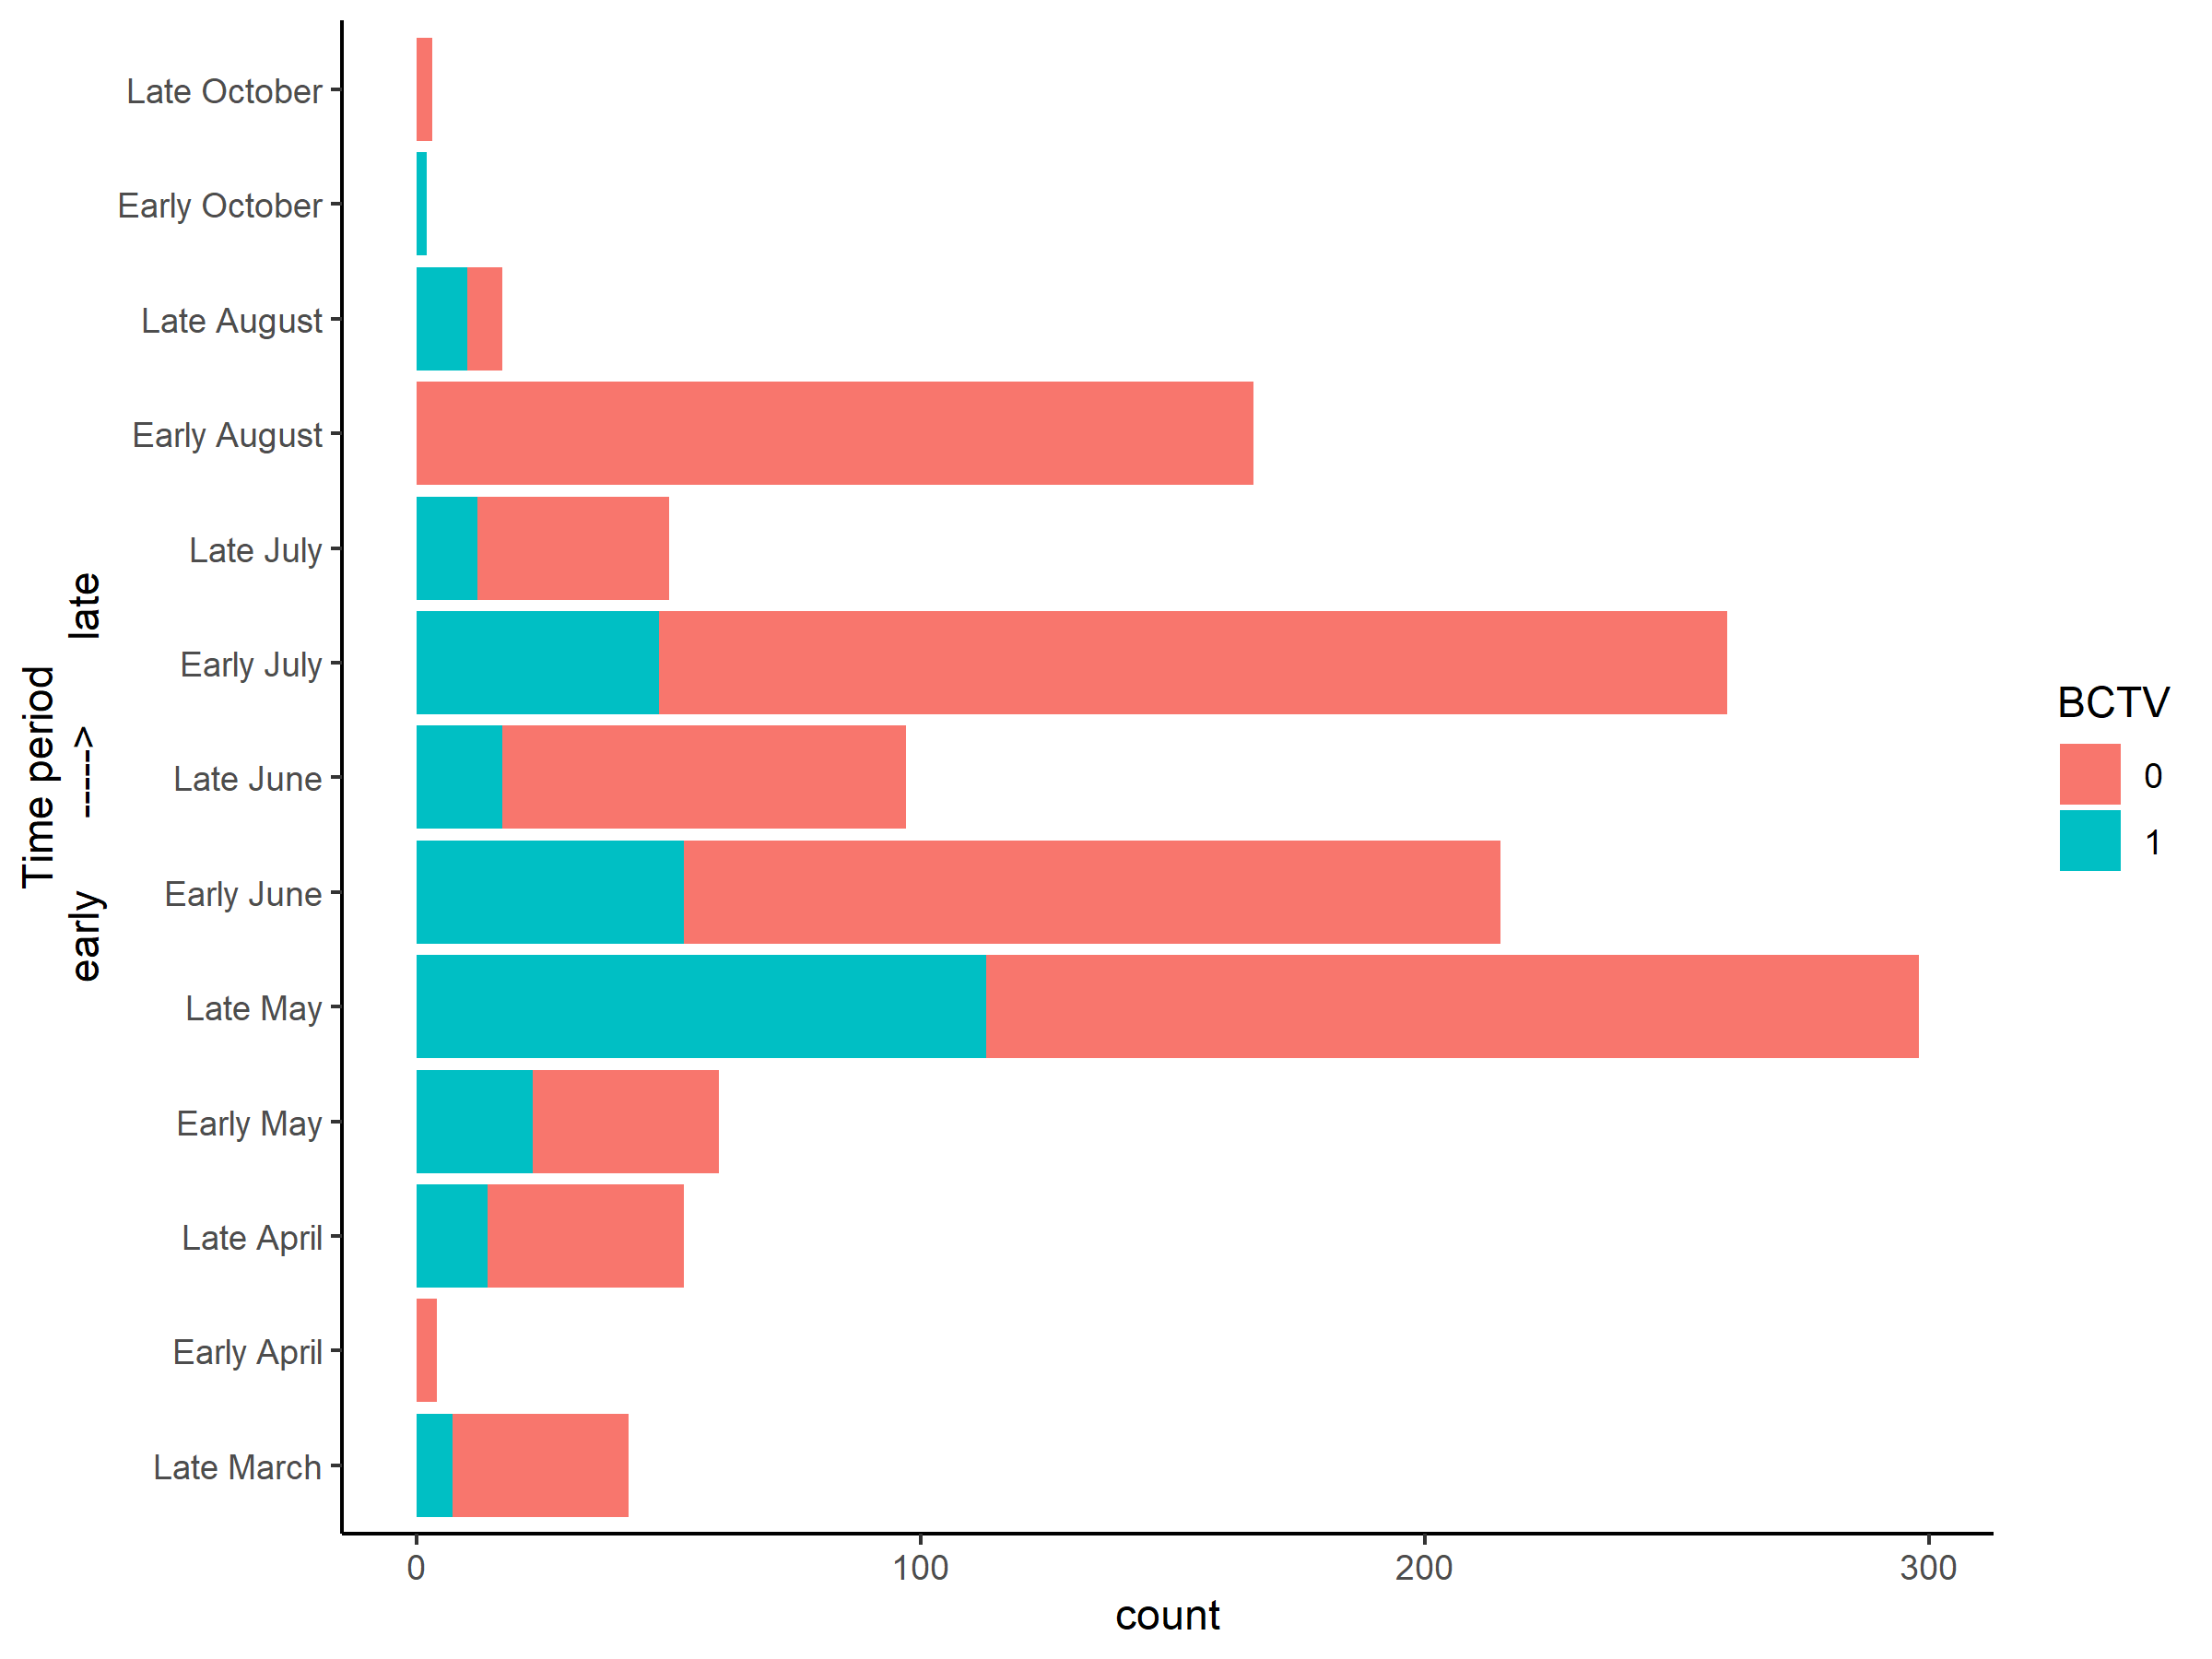 Late October
Early October
Late August
Early August
Late July
Early July
Late June
Early June
Late May
Early May
Late April
Early April
Late March
Time period
early -----> late
0 100 200 300
count
BCTV
0
1